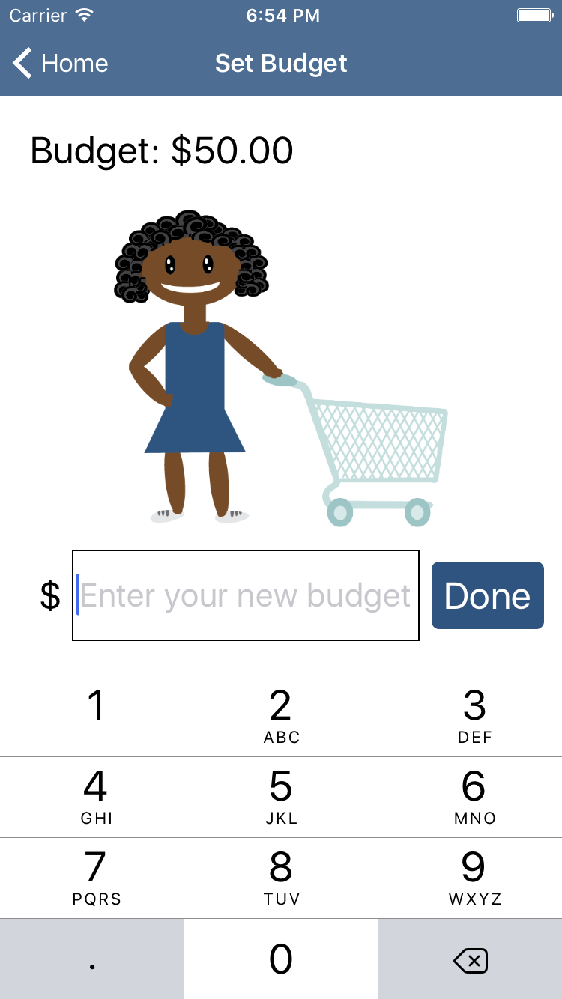 Carrier 6:54 PM
Home Set Budget
Budget: $50.00
$ Enter your new budget Done
1 2 3
ABC DEF
4 5 6
GHI JKL MNO
7 8 9
PQRS TUV WXYZ
. 0